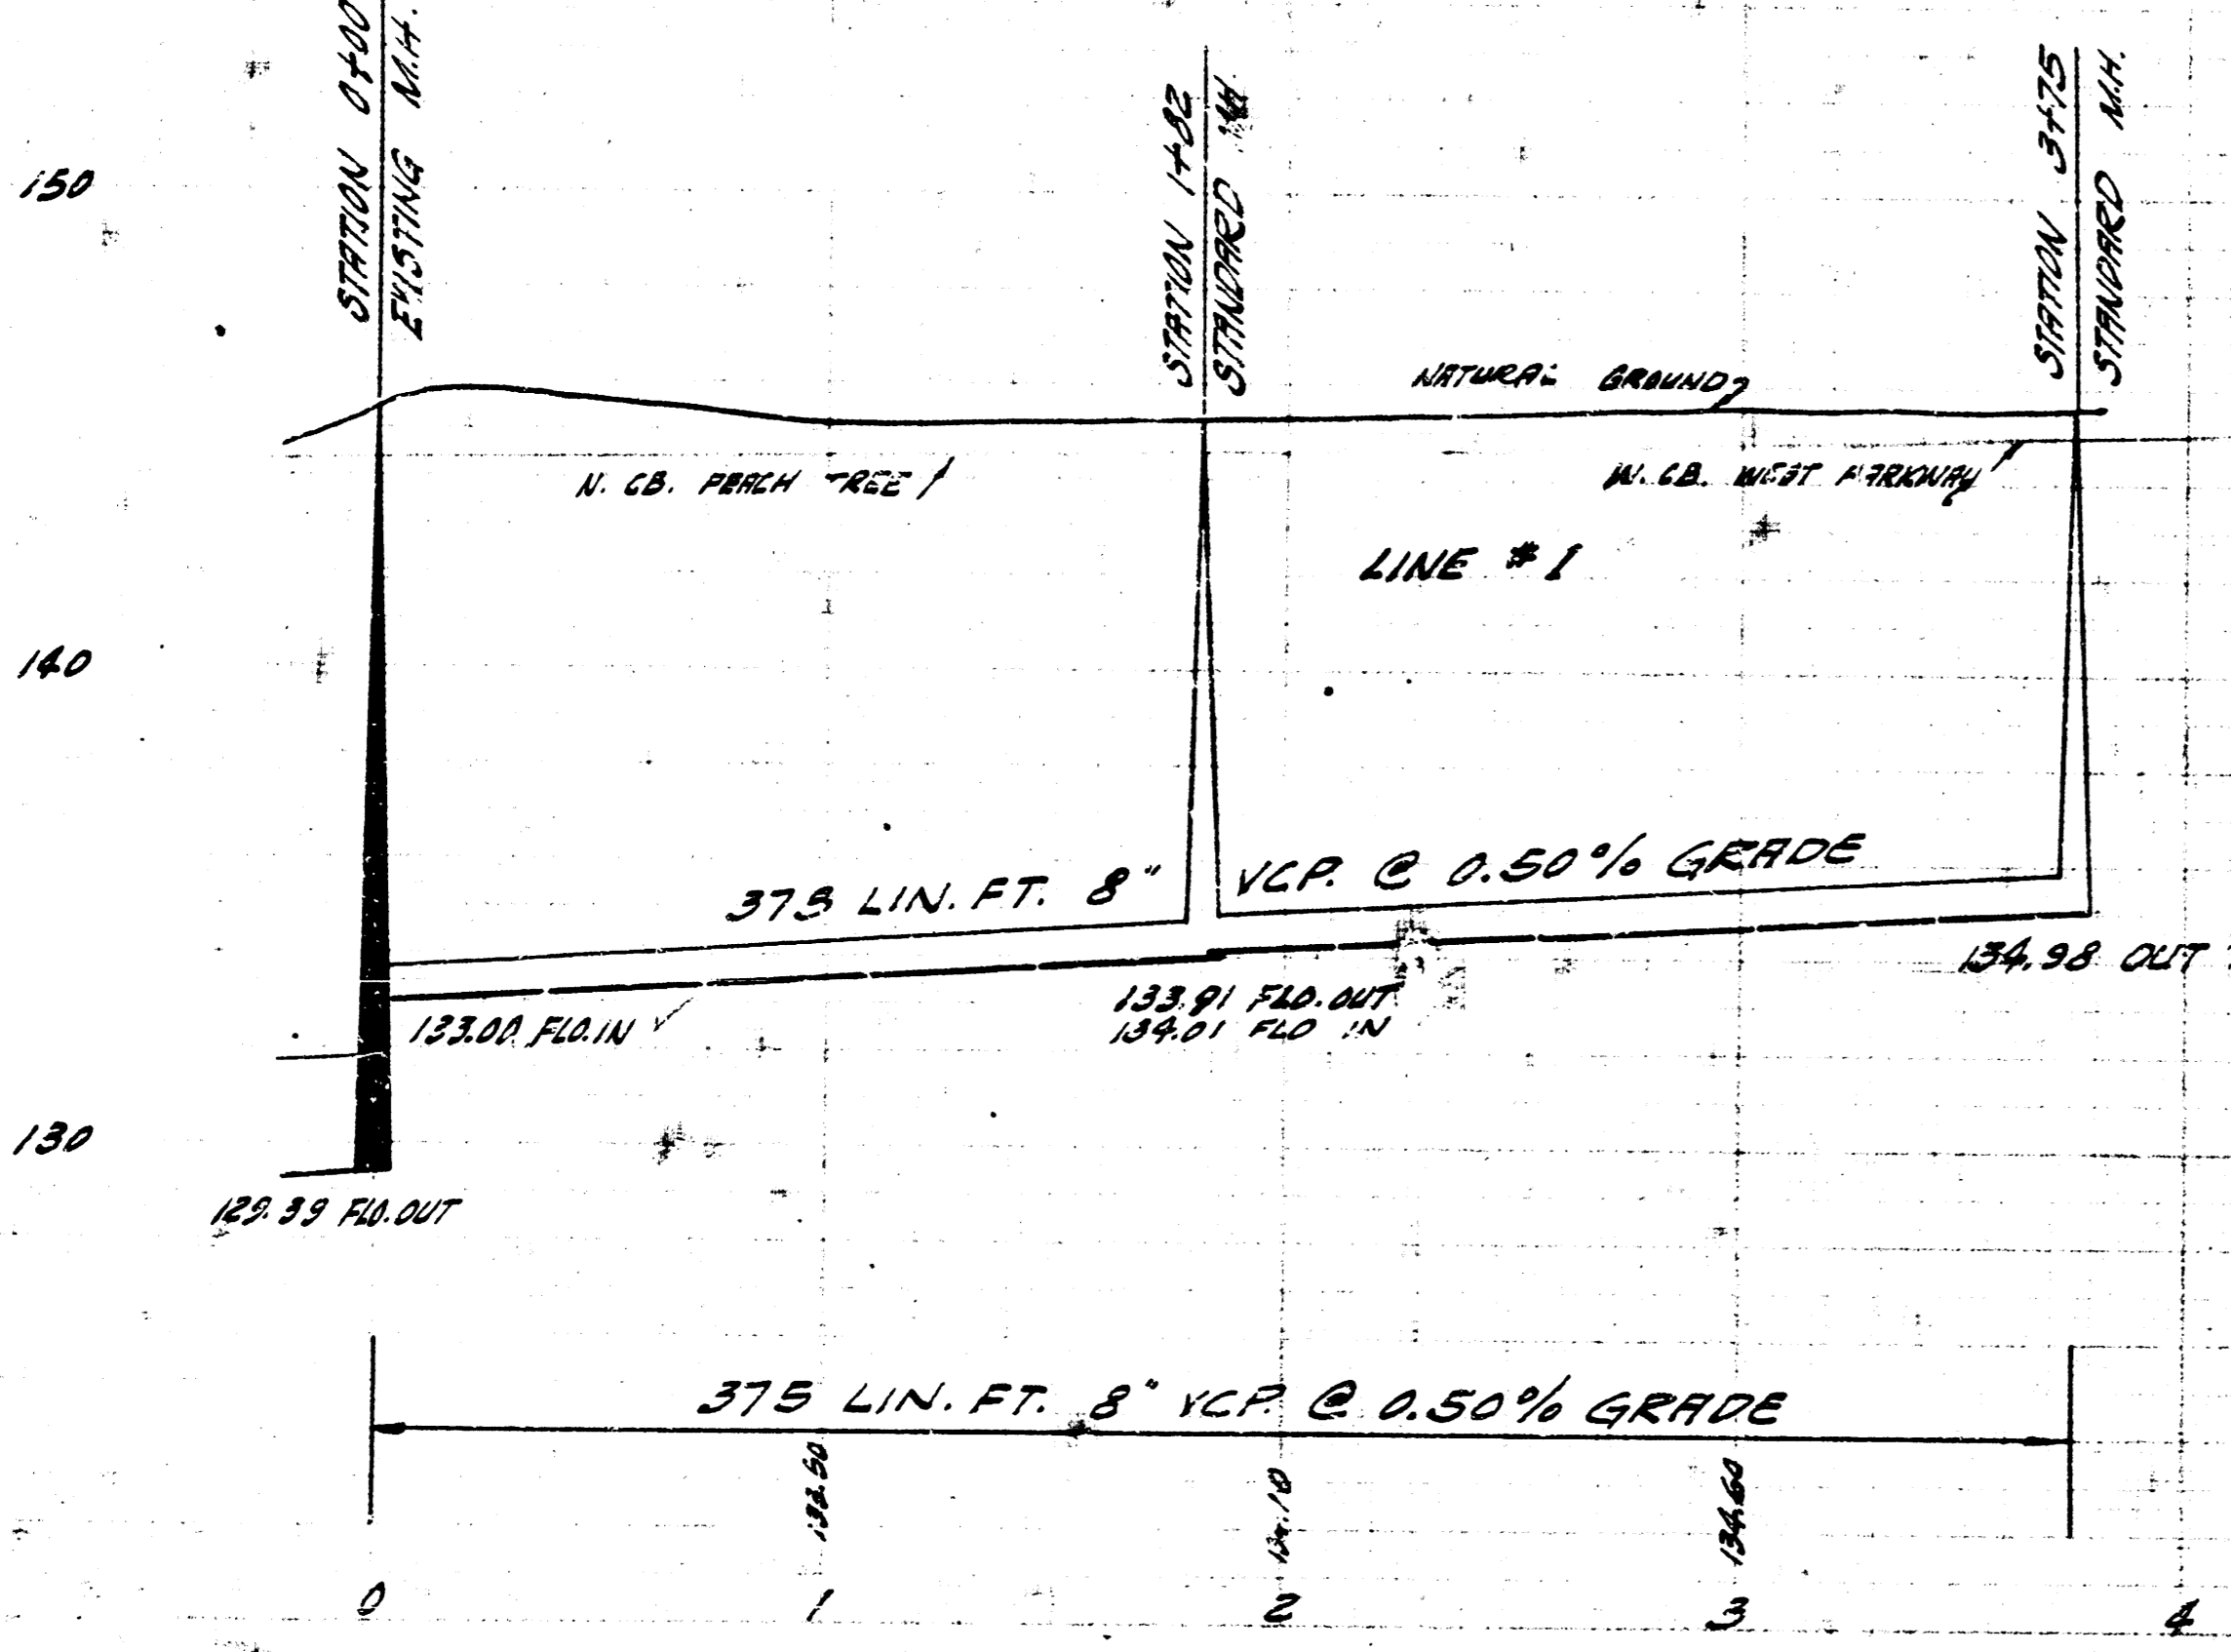 STATION 0+00
EXISTING M.H.
STATION 1+82
STANDARD M.H.
STATION 3+75
STANDARD M.H.
150
NATURAL GROUND
N. CB. PEACH TREE
W. CB. WEST PARKWAY
LINE # 1
140
375 LIN. FT. 8" VCP. @ 0.50% GRADE
134.98 OUT
133.00 FLO. IN
133.91 FLO. OUT
134.01 FLO IN
130
129.39 FLO. OUT
375 LIN. FT. 8" VCP. @ 0.50% GRADE
133.50
134.10
134.60
0 1 2 3 4